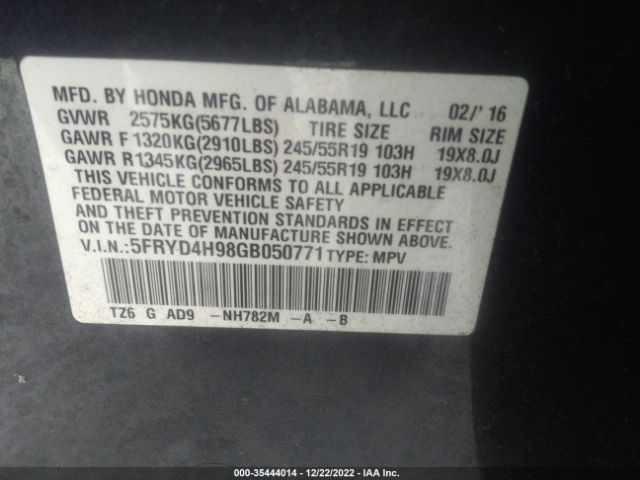 MFD. BY HONDA MFG. OF ALABAMA, LLC 02/' 16
GVWR 2575KG(5677LBS) TIRE SIZE RIM SIZE
GAWR F 1320KG(2910LBS) 245/55R19 103H 19X8.0J
GAWR R1345KG(2965LBS) 245/55R19 103H 19X8.0J
THIS VEHICLE CONFORMS TO ALL APPLICABLE
FEDERAL MOTOR VEHICLE SAFETY
AND THEFT PREVENTION STANDARDS IN EFFECT
ON THE DATE OF MANUFACTURE SHOWN ABOVE.
V.I.N.:5FRYD4H98GB050771 TYPE: MPV
TZ6 G AD9 -NH782M -A -B
000-35444014 - 12/22/2022 - IAA Inc.